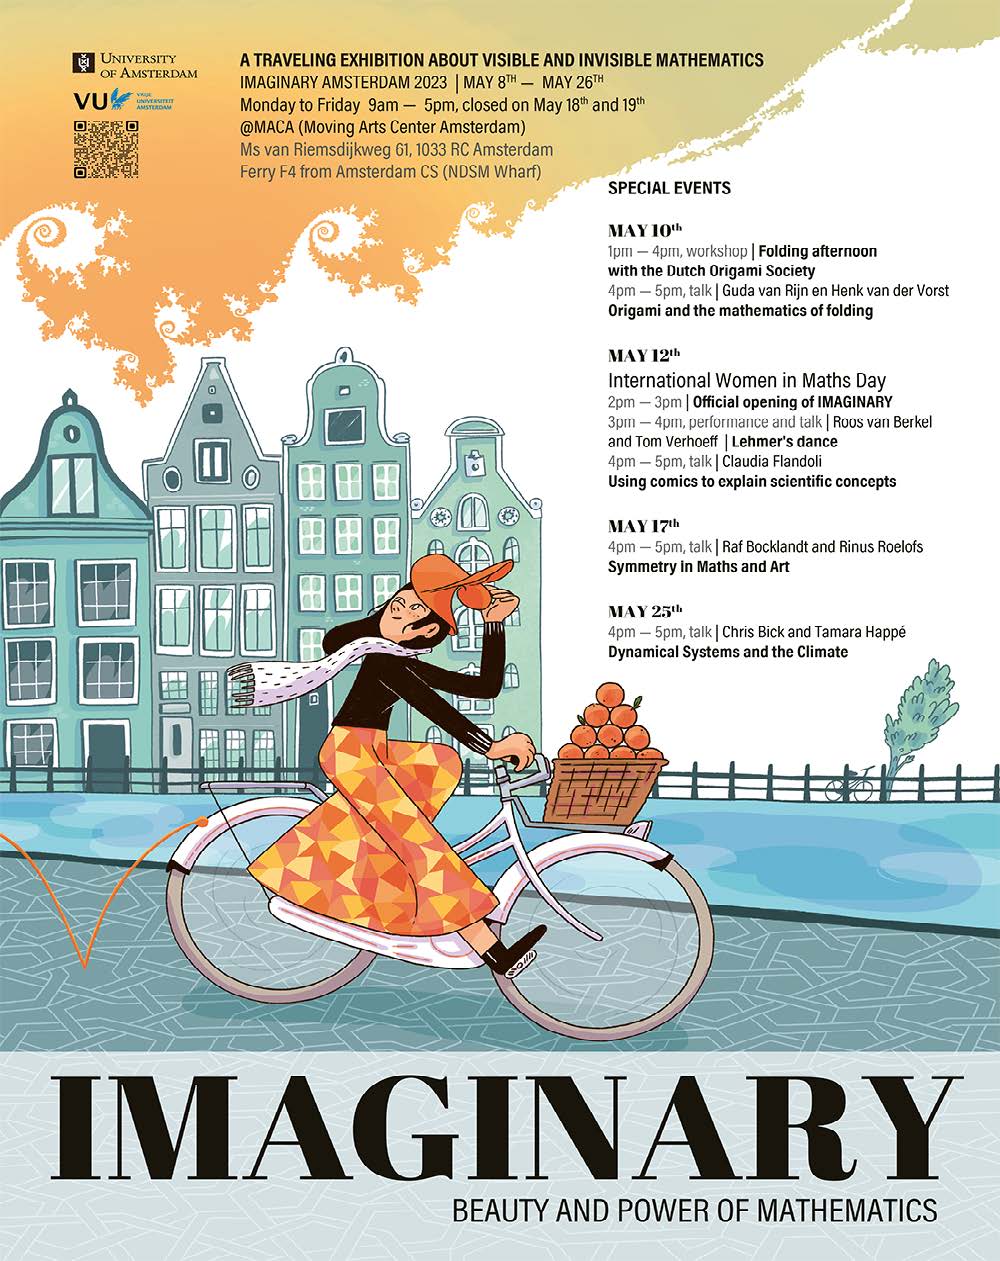 UNIVERSITY
OF AMSTERDAM
VU VRIJE
UNIVERSITEIT
AMSTERDAM
A TRAVELING EXHIBITION ABOUT VISIBLE AND INVISIBLE MATHEMATICS
IMAGINARY AMSTERDAM 2023 | MAY 8TH — MAY 26TH
Monday to Friday 9am — 5pm, closed on May 18th and 19th
@MACA (Moving Arts Center Amsterdam)
Ms van Riemsdijkweg 61, 1033 RC Amsterdam
Ferry F4 from Amsterdam CS (NDSM Wharf)
SPECIAL EVENTS
MAY 10th
1pm — 4pm, workshop | Folding afternoon
with the Dutch Origami Society
4pm — 5pm, talk | Guda van Rijn en Henk van der Vorst
Origami and the mathematics of folding
MAY 12th
International Women in Maths Day
2pm — 3pm | Official opening of IMAGINARY
3pm — 4pm, performance and talk | Roos van Berkel
and Tom Verhoeff | Lehmer's dance
4pm — 5pm, talk | Claudia Flandoli
Using comics to explain scientific concepts
MAY 17th
4pm — 5pm, talk | Raf Bocklandt and Rinus Roelofs
Symmetry in Maths and Art
MAY 25th
4pm — 5pm, talk | Chris Bick and Tamara Happé
Dynamical Systems and the Climate
IMAGINARY
BEAUTY AND POWER OF MATHEMATICS